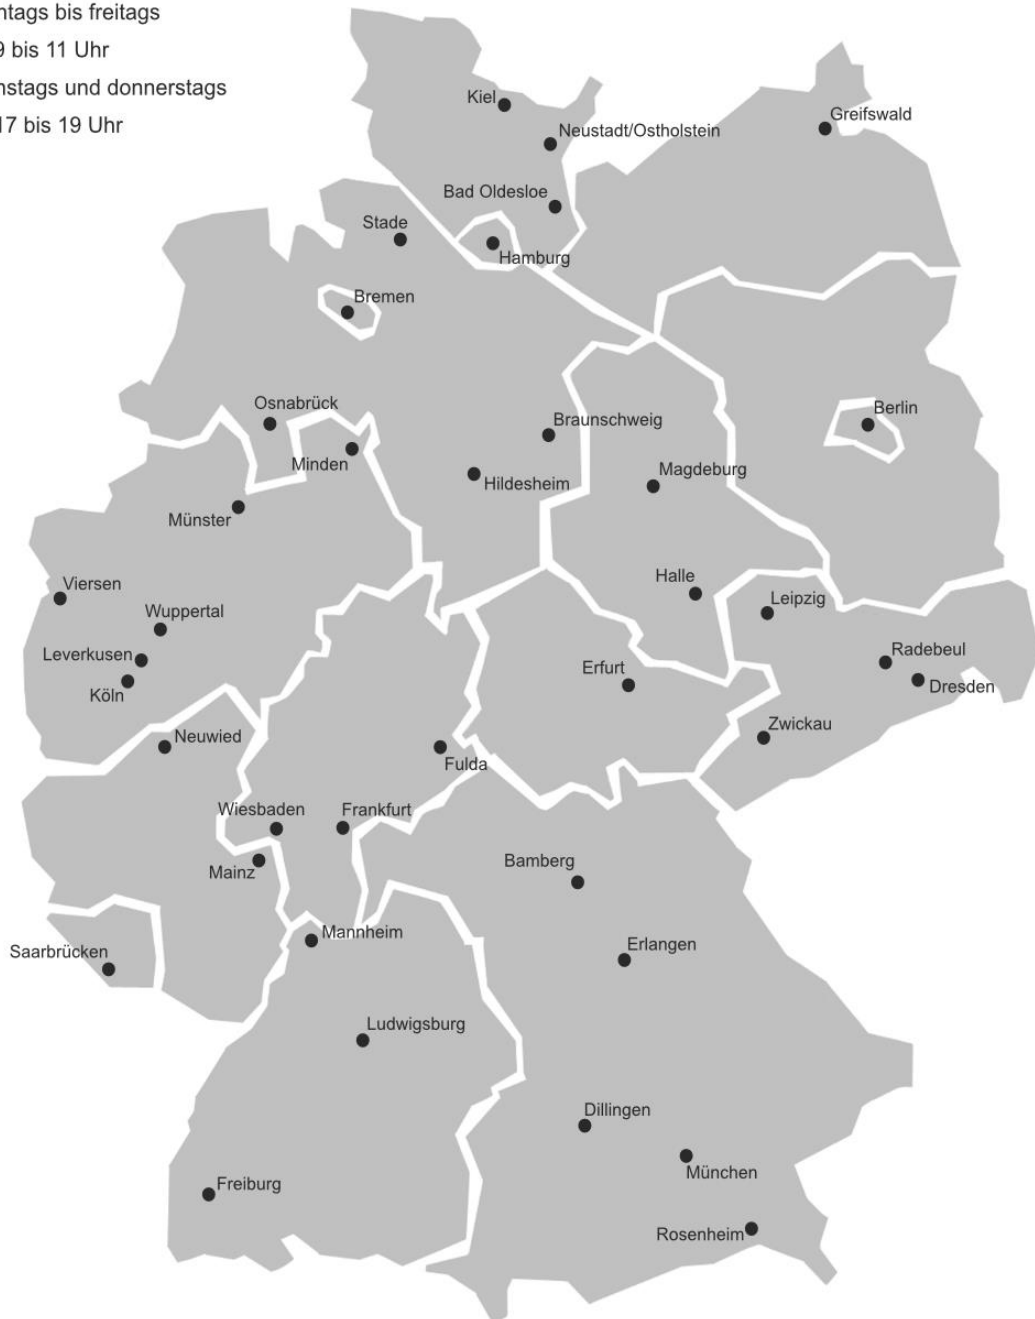 ntags bis freitags
9 bis 11 Uhr
nstags und donnerstags
17 bis 19 Uhr
Kiel
Greifswald
Neustadt/Ostholstein
Bad Oldesloe
Stade
Hamburg
Bremen
Osnabrück
Berlin
Braunschweig
Minden
Magdeburg
Hildesheim
Münster
Halle
Viersen
Leipzig
Wuppertal
Radebeul
Leverkusen
Erfurt
Dresden
Köln
Zwickau
Neuwied
Fulda
Wiesbaden
Frankfurt
Bamberg
Mainz
Mannheim
Erlangen
Saarbrücken
Ludwigsburg
Dillingen
München
Freiburg
Rosenheim